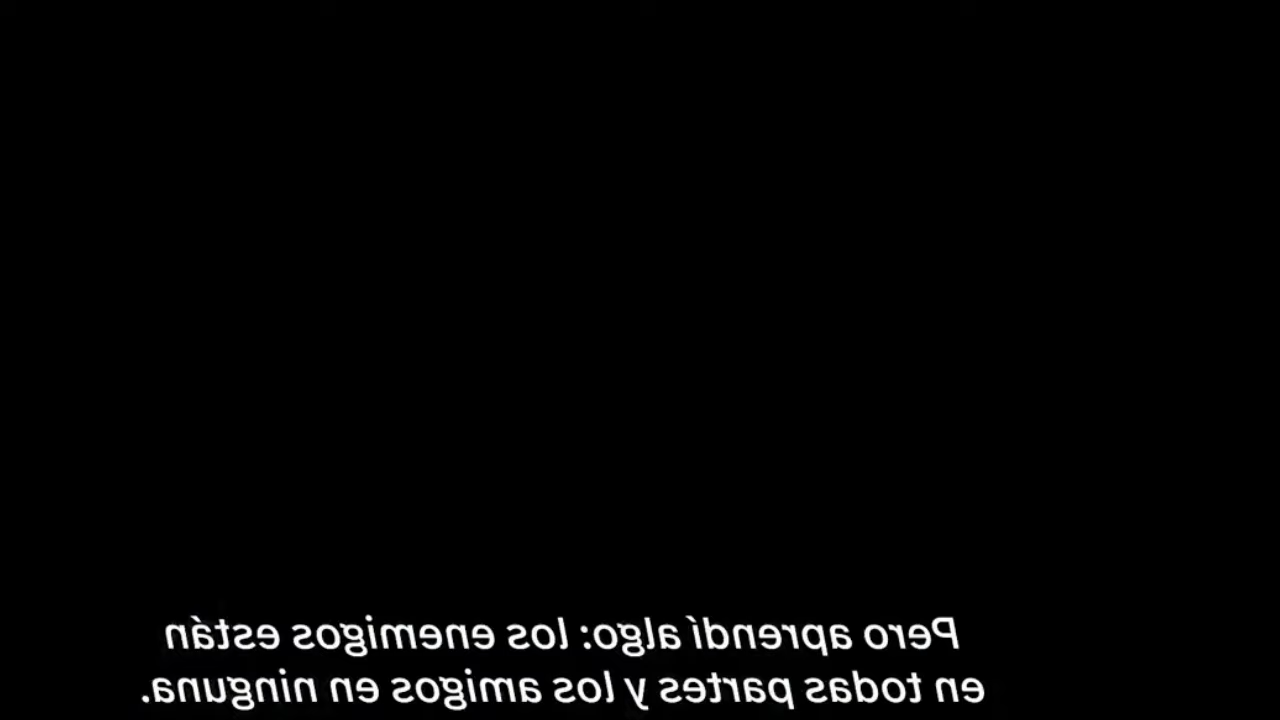 Pero aprendí algo: los enemigos están
en todas partes y los amigos en ninguna.